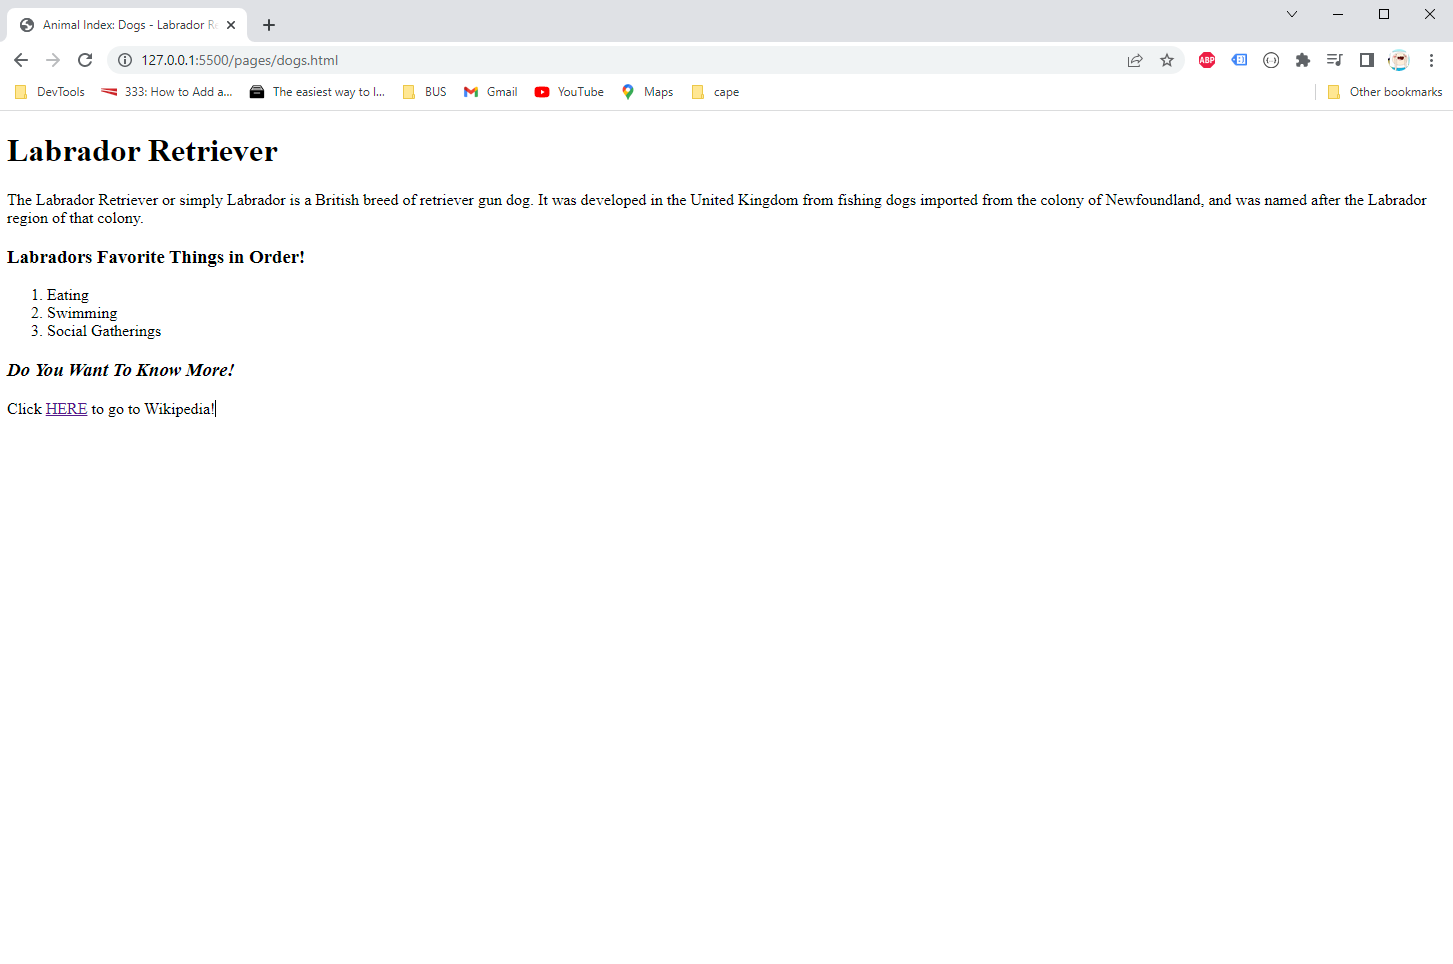 Animal Index: Dogs - Labrador Re
127.0.0.1:5500/pages/dogs.html
ABP
DevTools 333: How to Add a... The easiest way to l... BUS Gmail YouTube Maps cape Other bookmarks
Labrador Retriever
The Labrador Retriever or simply Labrador is a British breed of retriever gun dog. It was developed in the United Kingdom from fishing dogs imported from the colony of Newfoundland, and was named after the Labrador
region of that colony.
Labradors Favorite Things in Order!
1. Eating
2. Swimming
3. Social Gatherings
Do You Want To Know More!
Click HERE to go to Wikipedia!